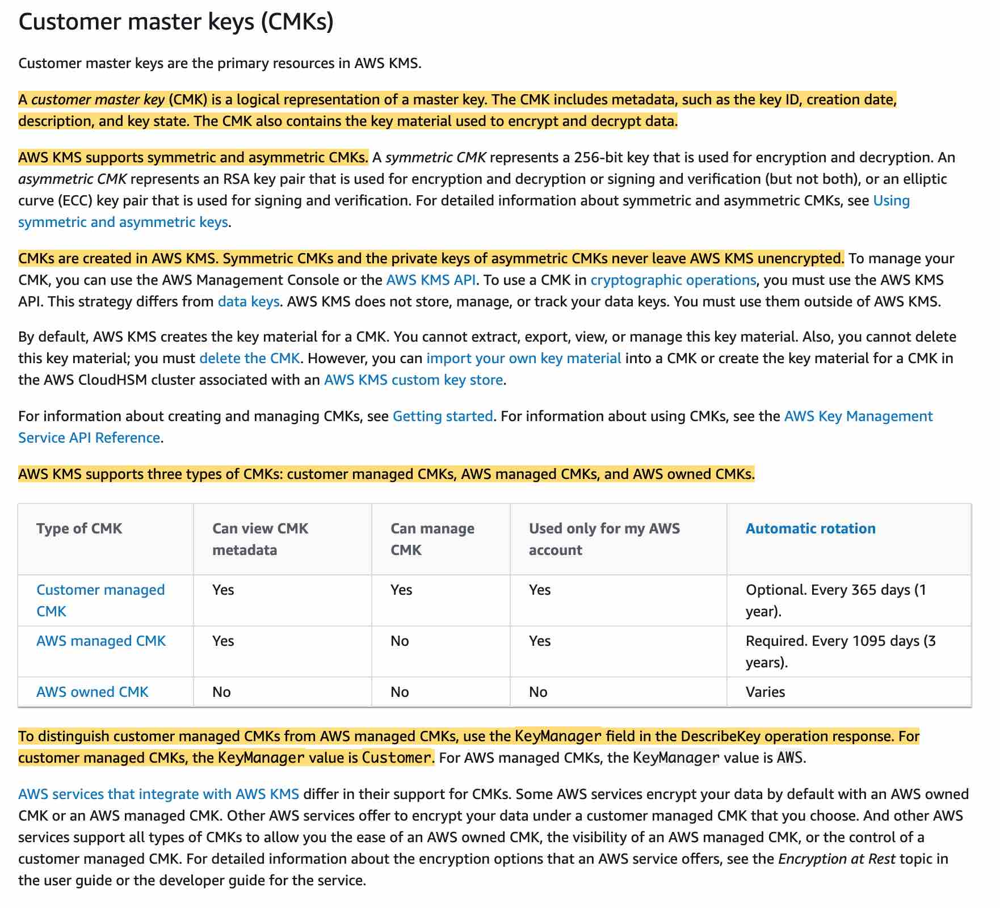 Customer master keys (CMKs)
Customer master keys are the primary resources in AWS KMS.
A customer master key (CMK) is a logical representation of a master key. The CMK includes metadata, such as the key ID, creation date,
description, and key state. The CMK also contains the key material used to encrypt and decrypt data.
AWS KMS supports symmetric and asymmetric CMKs. A symmetric CMK represents a 256-bit key that is used for encryption and decryption. An
asymmetric CMK represents an RSA key pair that is used for encryption and decryption or signing and verification (but not both), or an elliptic
curve (ECC) key pair that is used for signing and verification. For detailed information about symmetric and asymmetric CMKs, see Using
symmetric and asymmetric keys.
CMKs are created in AWS KMS. Symmetric CMKs and the private keys of asymmetric CMKs never leave AWS KMS unencrypted. To manage your
CMK, you can use the AWS Management Console or the AWS KMS API. To use a CMK in cryptographic operations, you must use the AWS KMS
API. This strategy differs from data keys. AWS KMS does not store, manage, or track your data keys. You must use them outside of AWS KMS.
By default, AWS KMS creates the key material for a CMK. You cannot extract, export, view, or manage this key material. Also, you cannot delete
this key material; you must delete the CMK. However, you can import your own key material into a CMK or create the key material for a CMK in
the AWS CloudHSM cluster associated with an AWS KMS custom key store.
For information about creating and managing CMKs, see Getting started. For information about using CMKs, see the AWS Key Management
Service API Reference.
AWS KMS supports three types of CMKs: customer managed CMKs, AWS managed CMKs, and AWS owned CMKs.
Type of CMK Can view CMK metadata Can manage CMK Used only for my AWS account Automatic rotation
Customer managed CMK Yes Yes Yes Optional. Every 365 days (1 year).
AWS managed CMK Yes No Yes Required. Every 1095 days (3 years).
AWS owned CMK No No No Varies
To distinguish customer managed CMKs from AWS managed CMKs, use the KeyManager field in the DescribeKey operation response. For
customer managed CMKs, the KeyManager value is Customer. For AWS managed CMKs, the KeyManager value is AWS.
AWS services that integrate with AWS KMS differ in their support for CMKs. Some AWS services encrypt your data by default with an AWS owned
CMK or an AWS managed CMK. Other AWS services offer to encrypt your data under a customer managed CMK that you choose. And other AWS
services support all types of CMKs to allow you the ease of an AWS owned CMK, the visibility of an AWS managed CMK, or the control of a
customer managed CMK. For detailed information about the encryption options that an AWS service offers, see the Encryption at Rest topic in
the user guide or the developer guide for the service.